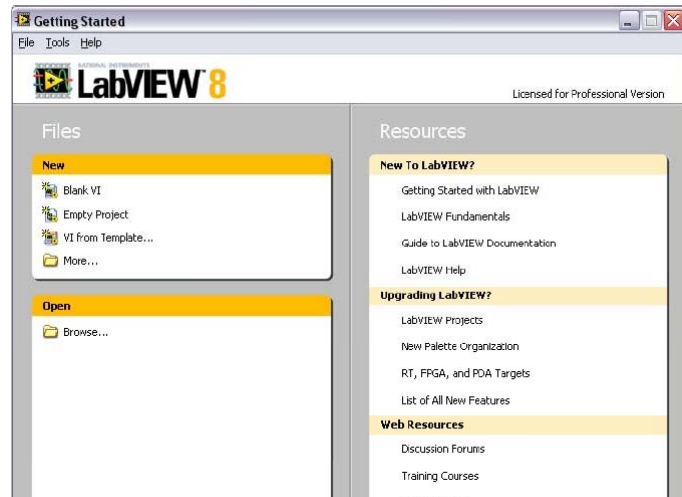 Getting Started
File Tools Help
NATIONAL INSTRUMENTS
LabVIEW 8
Licensed for Professional Version
Files
New
Blank VI
Empty Project
VI from Template...
More...
Open
Browse...
Resources
New To LabVIEW?
Getting Started with LabVIEW
LabVIEW Fundamentals
Guide to LabVIEW Documentation
LabVIEW Help
Upgrading LabVIEW?
LabVIEW Projects
New Palette Organization
RT, FPGA, and PDA Targets
List of All New Features
Web Resources
Discussion Forums
Training Courses